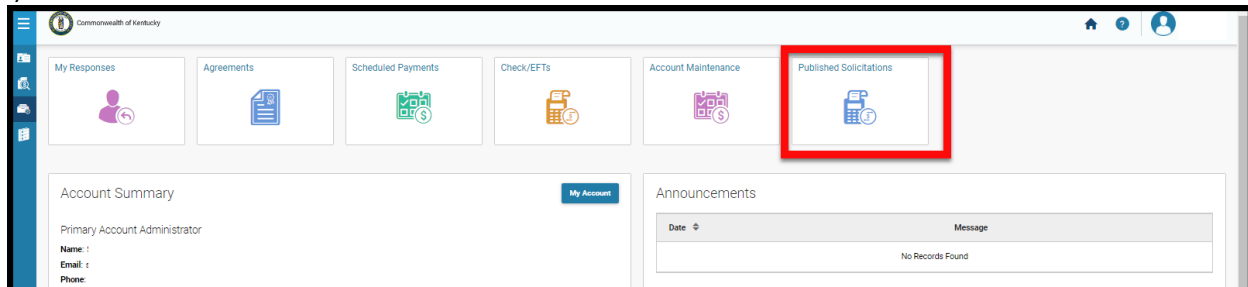 Commonwealth of Kentucky
My Responses
Agreements
Scheduled Payments
Check/EFTs
Account Maintenance
Published Solicitations
Account Summary
My Account
Primary Account Administrator
Name:
Email:
Phone:
Announcements
Date Message
No Records Found